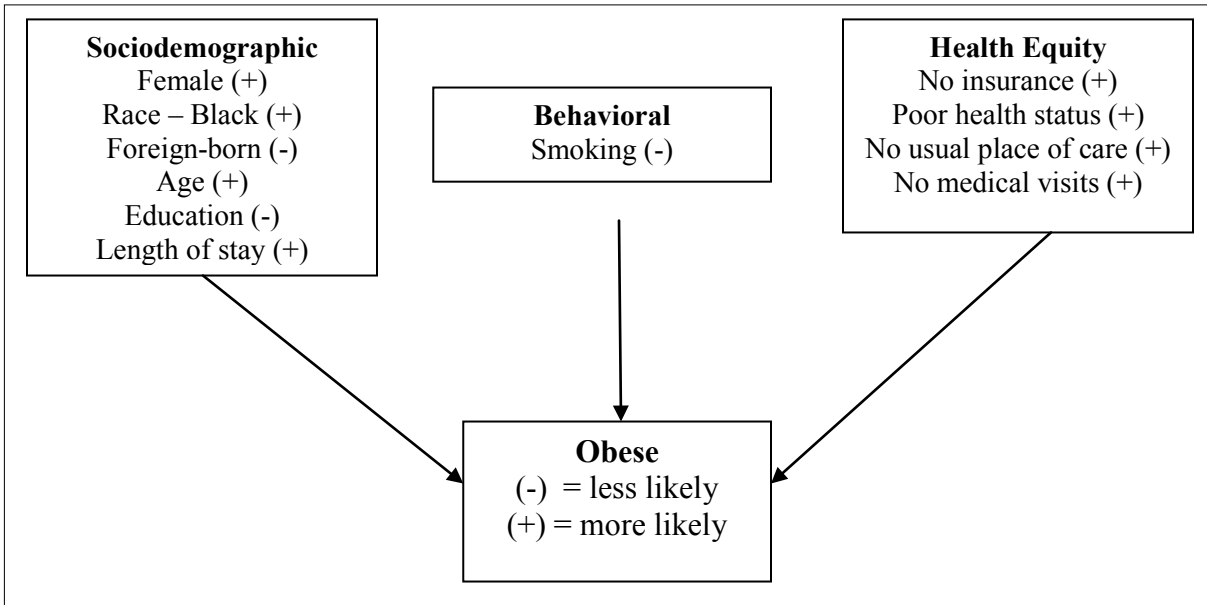 Sociodemographic
Female (+)
Race – Black (+)
Foreign-born (-)
Age (+)
Education (-)
Length of stay (+)
Behavioral
Smoking (-)
Health Equity
No insurance (+)
Poor health status (+)
No usual place of care (+)
No medical visits (+)
Obese
(-) = less likely
(+) = more likely